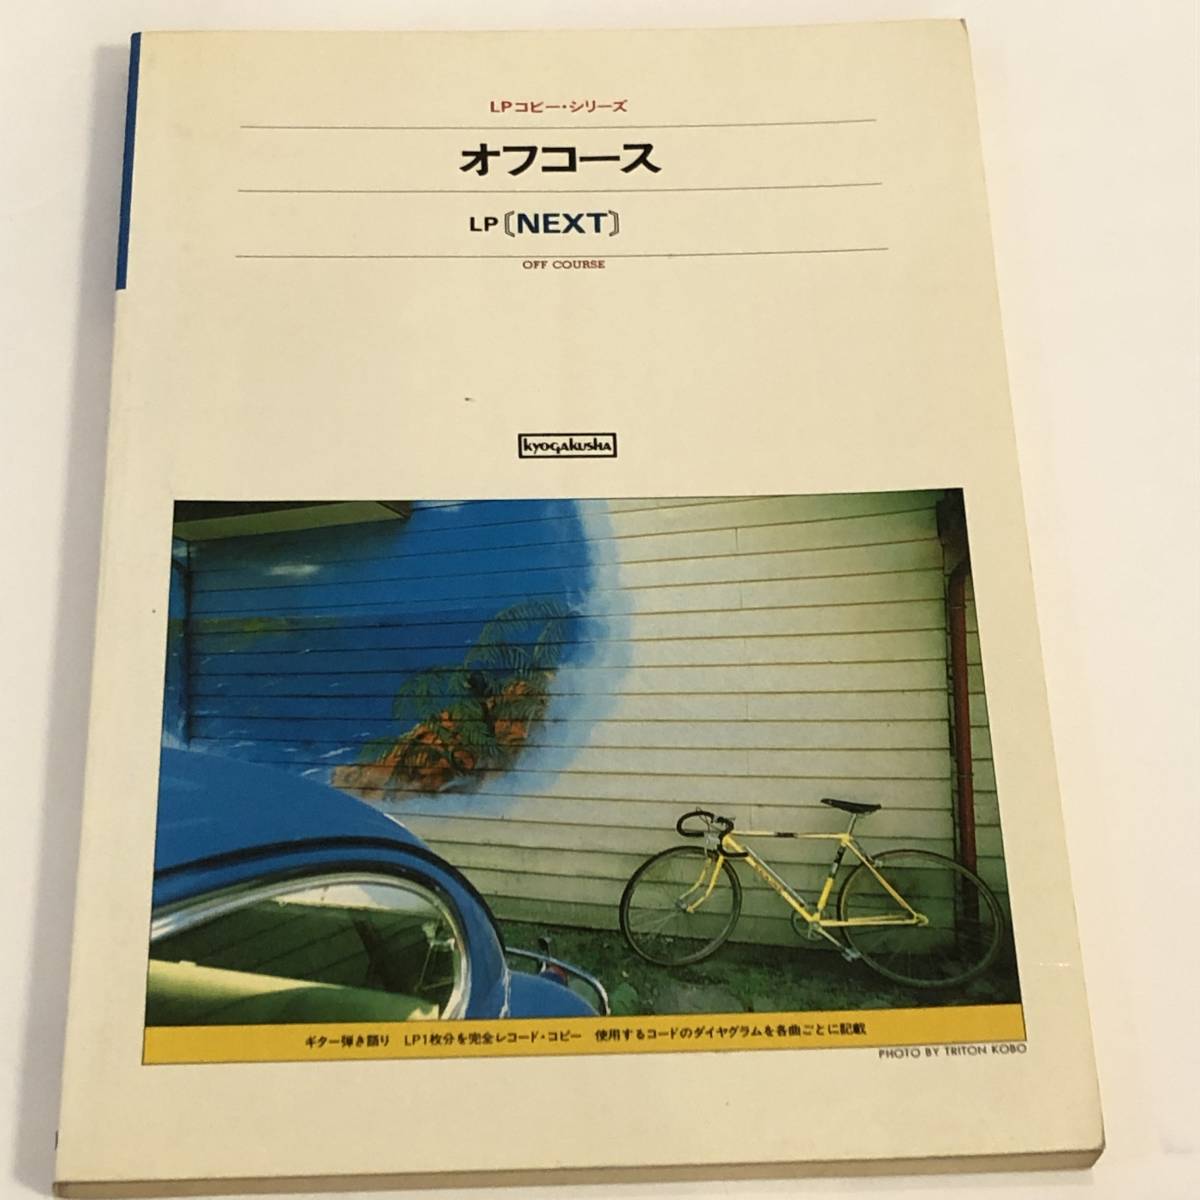 LPコピー・シリーズ
オフコース
LP〘NEXT〙
OFF COURSE
kyogakusha
ギター弾き語り LP1枚分を完全レコード・コピー 使用するコードのダイヤグラムを各曲ごとに記載
PHOTO BY TRITON KOBO